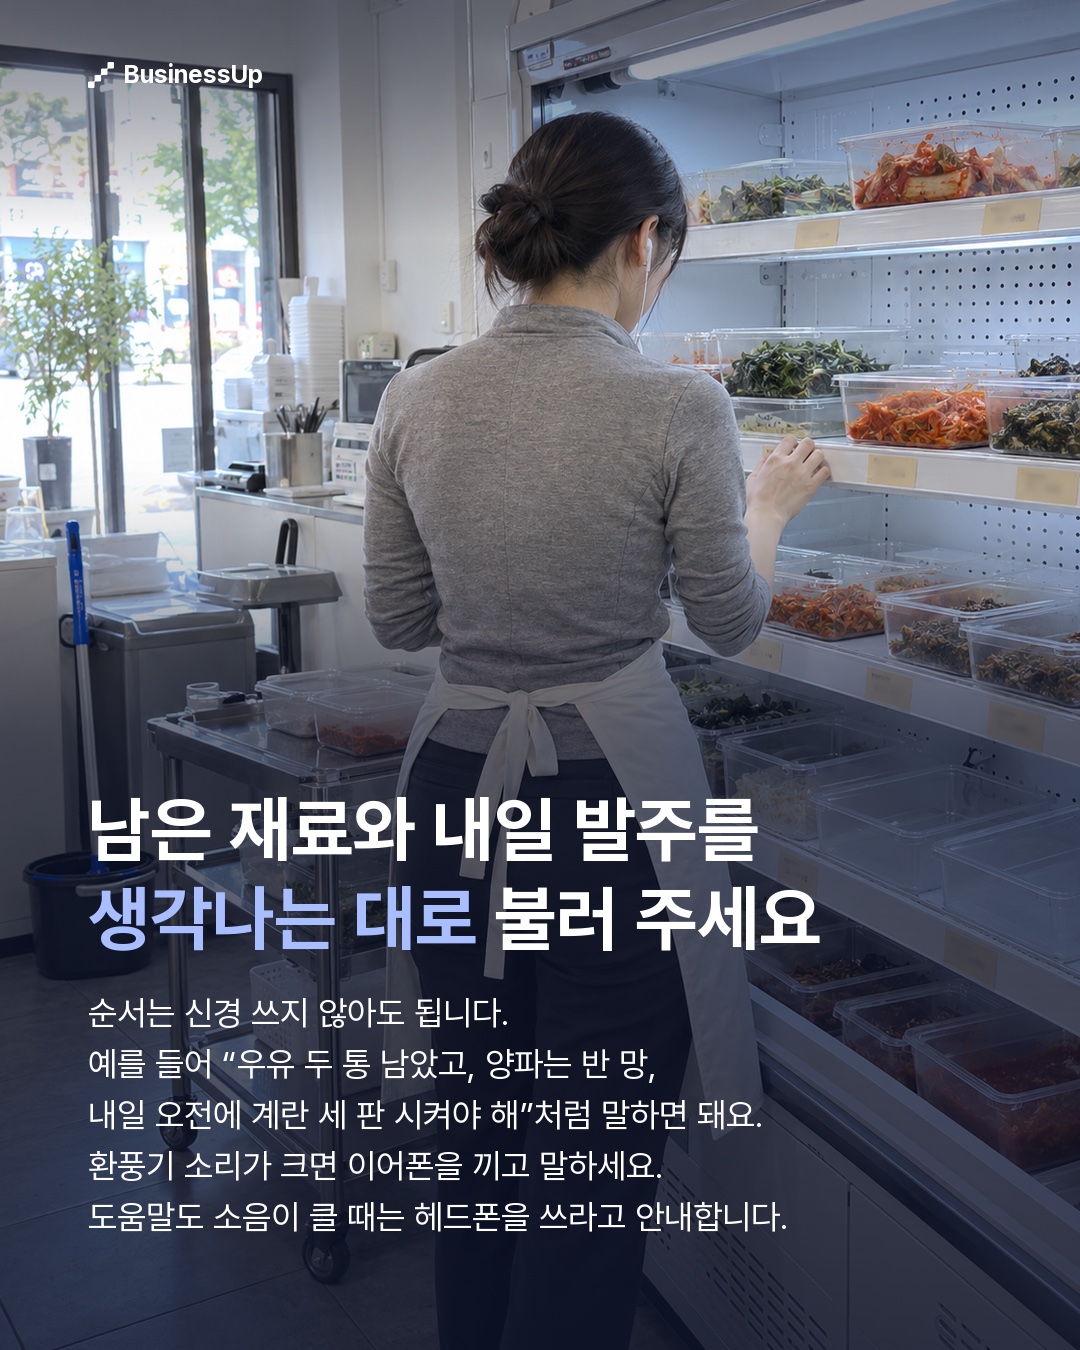 BusinessUp
남은 재료와 내일 발주를
생각나는 대로 불러 주세요
순서는 신경 쓰지 않아도 됩니다.
예를 들어 “우유 두 통 남았고, 양파는 반 망,
내일 오전에 계란 세 판 시켜야 해”처럼 말하면 돼요.
환풍기 소리가 크면 이어폰을 끼고 말하세요.
도움말도 소음이 클 때는 헤드폰을 쓰라고 안내합니다.